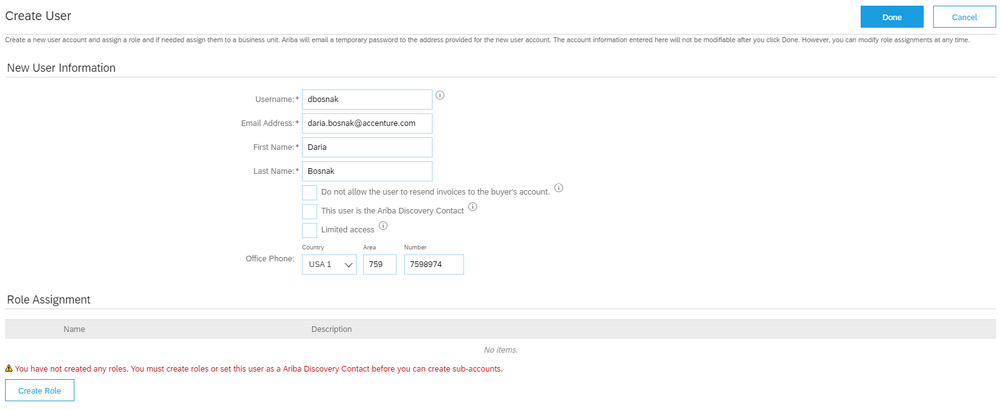 Create User
Done
Cancel
Create a new user account and assign a role and if needed assign them to a business unit. Ariba will email a temporary password to the address provided for the new user account. The account information entered here will not be modifiable after you click Done. However, you can modify role assignments at any time.
New User Information
Username:* dbosnak
Email Address:* daria.bosnak@accenture.com
First Name:* Daria
Last Name:* Bosnak
Do not allow the user to resend invoices to the buyer's account.
This user is the Ariba Discovery Contact
Limited access
Country Area Number
Office Phone: USA 1 759 7598974
Role Assignment
Name Description
No items.
You have not created any roles. You must create roles or set this user as a Ariba Discovery Contact before you can create sub-accounts.
Create Role